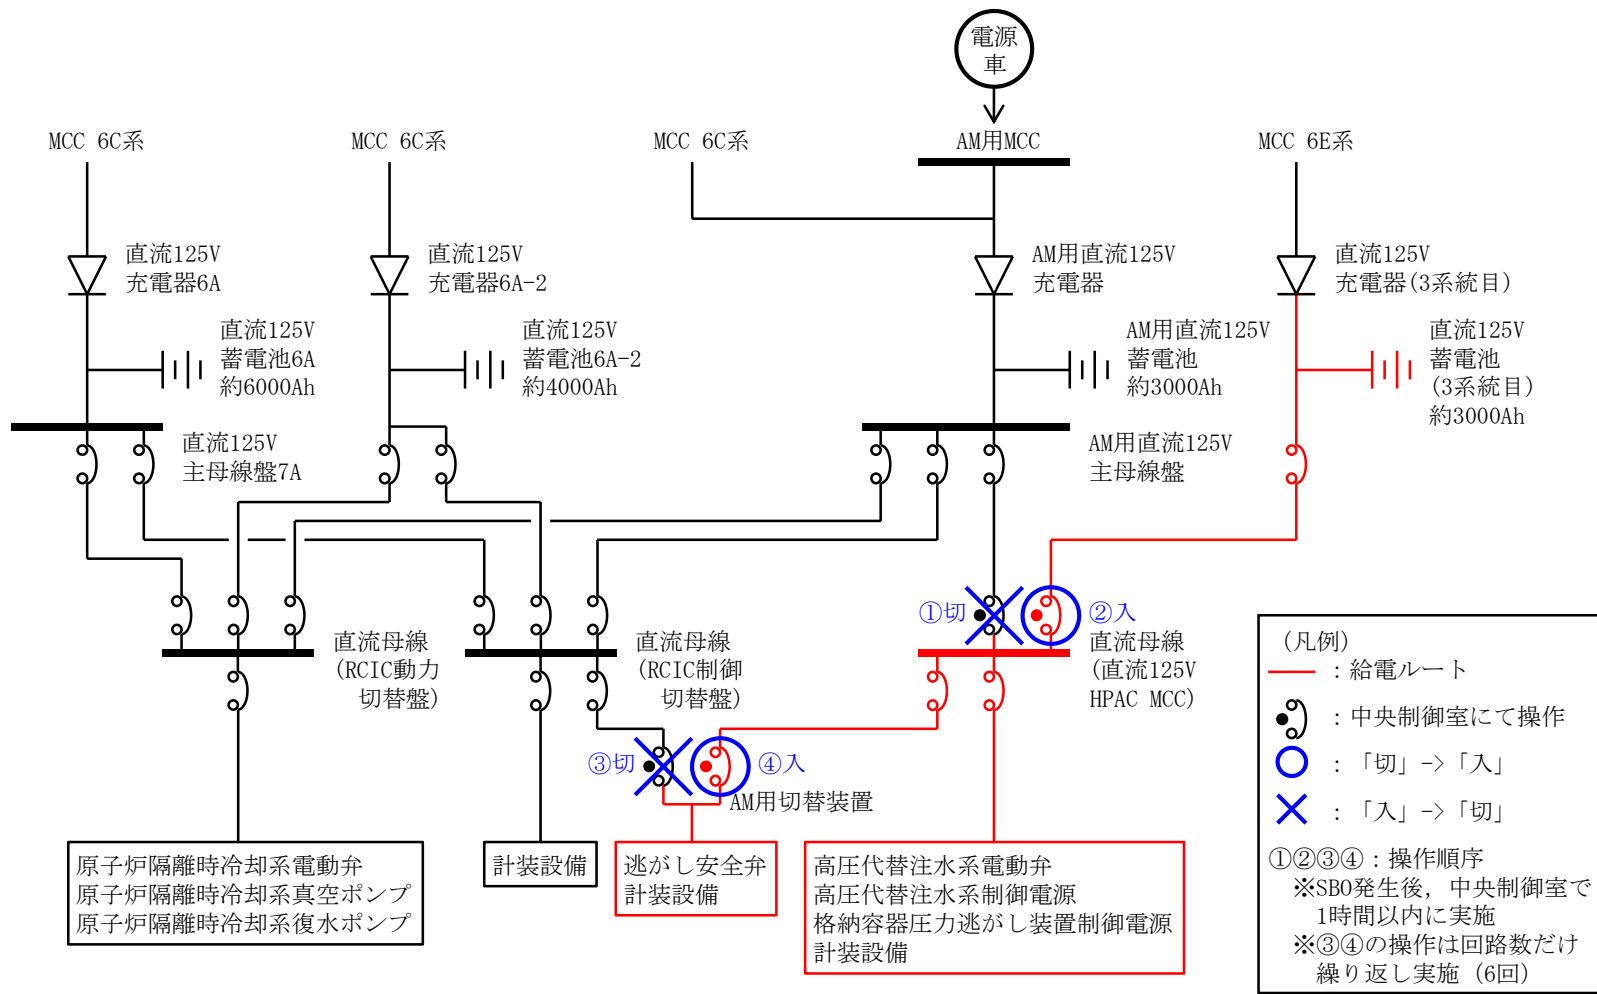 電源
車
MCC 6C系
MCC 6C系
MCC 6C系
AM用MCC
MCC 6E系
直流125V
充電器6A
直流125V
充電器6A-2
AM用直流125V
充電器
直流125V
充電器(3系統目)
直流125V
蓄電池6A
約6000Ah
直流125V
蓄電池6A-2
約4000Ah
AM用直流125V
蓄電池
約3000Ah
直流125V
蓄電池
(3系統目)
約3000Ah
直流125V
主母線盤7A
AM用直流125V
主母線盤
①切
②入
直流母線
(RCIC動力
切替盤)
直流母線
(RCIC制御
切替盤)
直流母線
(直流125V
HPAC MCC)
③切
④入
AM用切替装置
原子炉隔離時冷却系電動弁
原子炉隔離時冷却系真空ポンプ
原子炉隔離時冷却系復水ポンプ
計装設備
逃がし安全弁
計装設備
高圧代替注水系電動弁
高圧代替注水系制御電源
格納容器圧力逃がし装置制御電源
計装設備
(凡例)
：給電ルート
：中央制御室にて操作
：「切」->「入」
：「入」->「切」
①②③④：操作順序
※SBO発生後，中央制御室で
1時間以内に実施
※③④の操作は回路数だけ
繰り返し実施（6回）